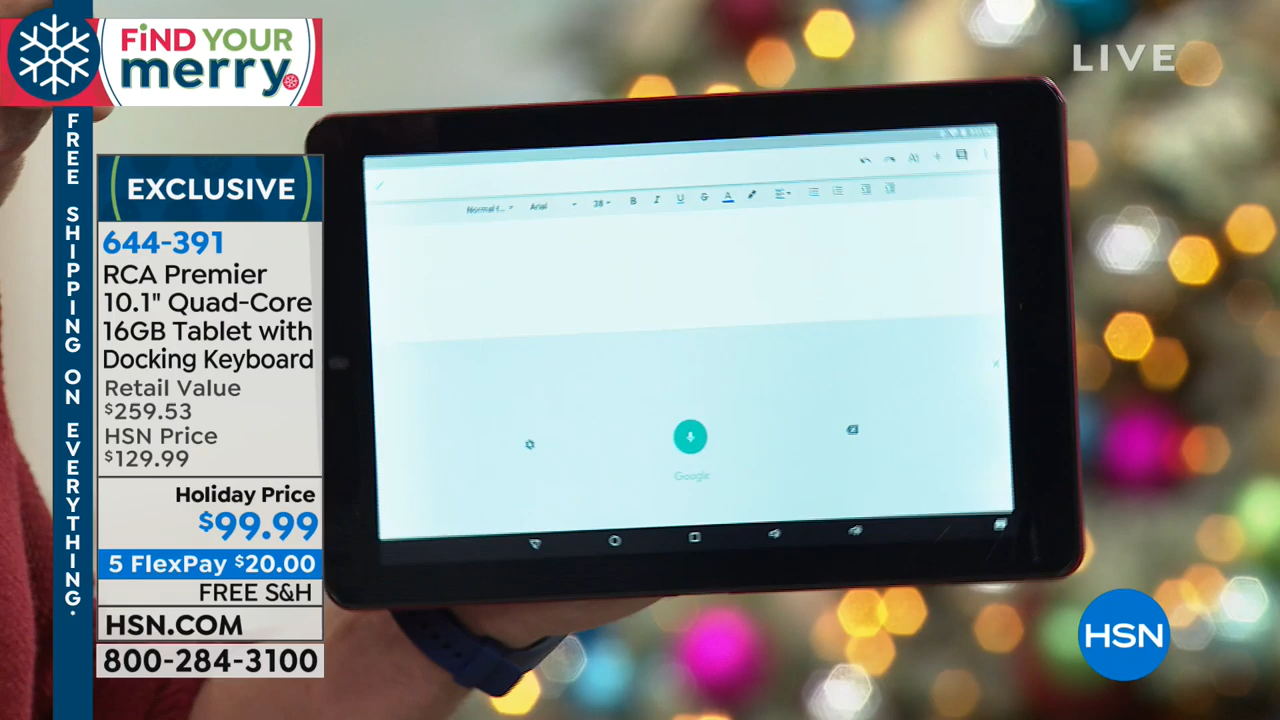 FiND YOUR
merry
LIVE
FREE SHIPPING ON EVERYTHING.
EXCLUSIVE
644-391
RCA Premier
10.1" Quad-Core
16GB Tablet with
Docking Keyboard
Retail Value
$259.53
HSN Price
$129.99
Holiday Price
$99.99
5 FlexPay $20.00
FREE S&H
HSN.COM
800-284-3100
Arial
38
B I U S A
Google
HSN